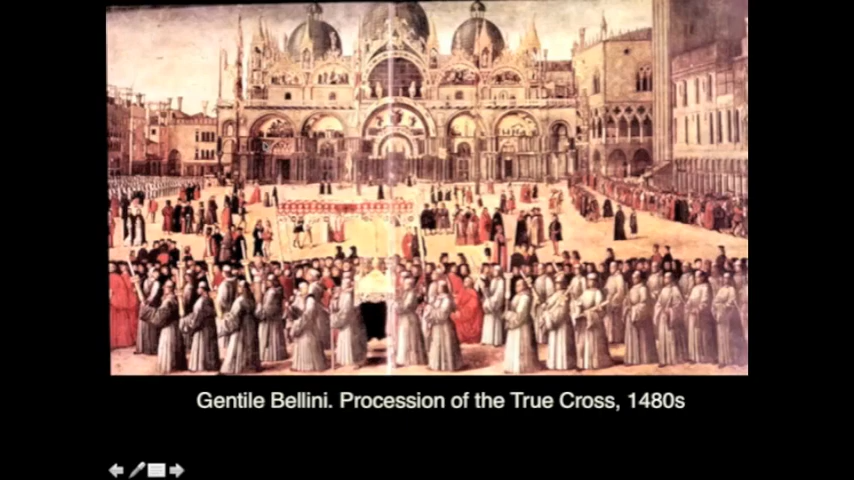 Gentile Bellini. Procession of the True Cross, 1480s